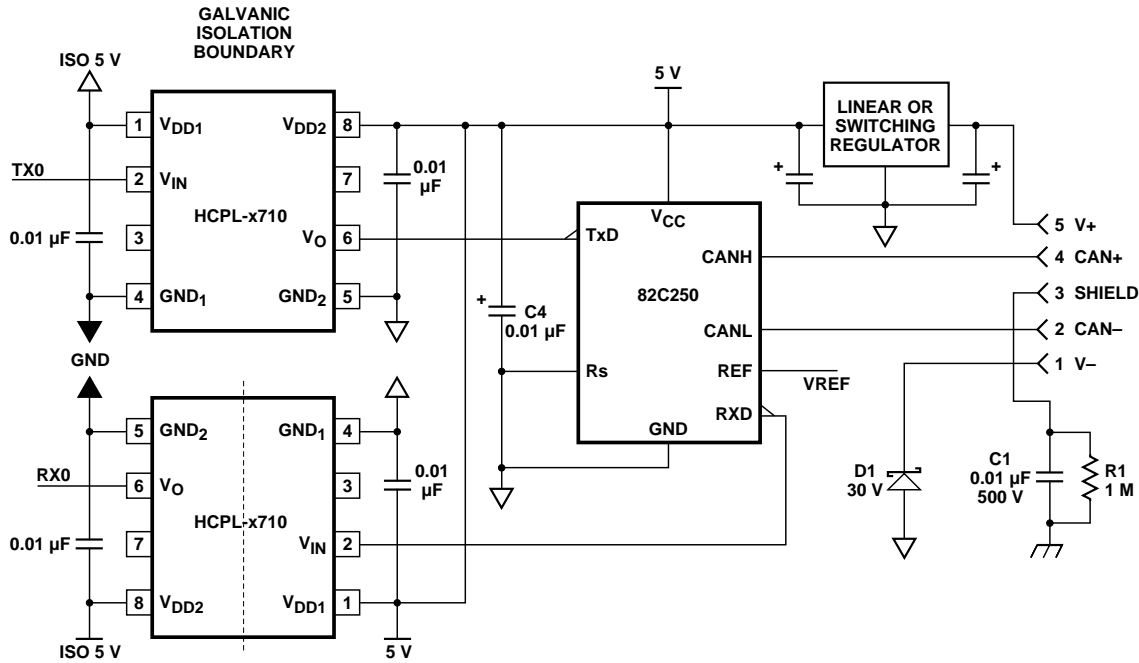 GALVANIC
ISOLATION
BOUNDARY
ISO 5 V
1 VDD1
VDD2 8
TX0
2 VIN
7
HCPL-x710
3
VO 6
4 GND1
GND2 5
0.01 µF
0.01
µF
GND
5 GND2
GND1 4
RX0
6 VO
3
HCPL-x710
7
VIN 2
8 VDD2
VDD1 1
0.01 µF
0.01
µF
ISO 5 V
5 V
5 V
+
C4
0.01 µF
VCC
TxD
CANH
82C250
CANL
Rs
REF
VREF
RXD
GND
LINEAR OR
SWITCHING
REGULATOR
+
+
5 V+
4 CAN+
3 SHIELD
2 CAN–
1 V–
D1
30 V
C1
0.01 µF
500 V
R1
1 M